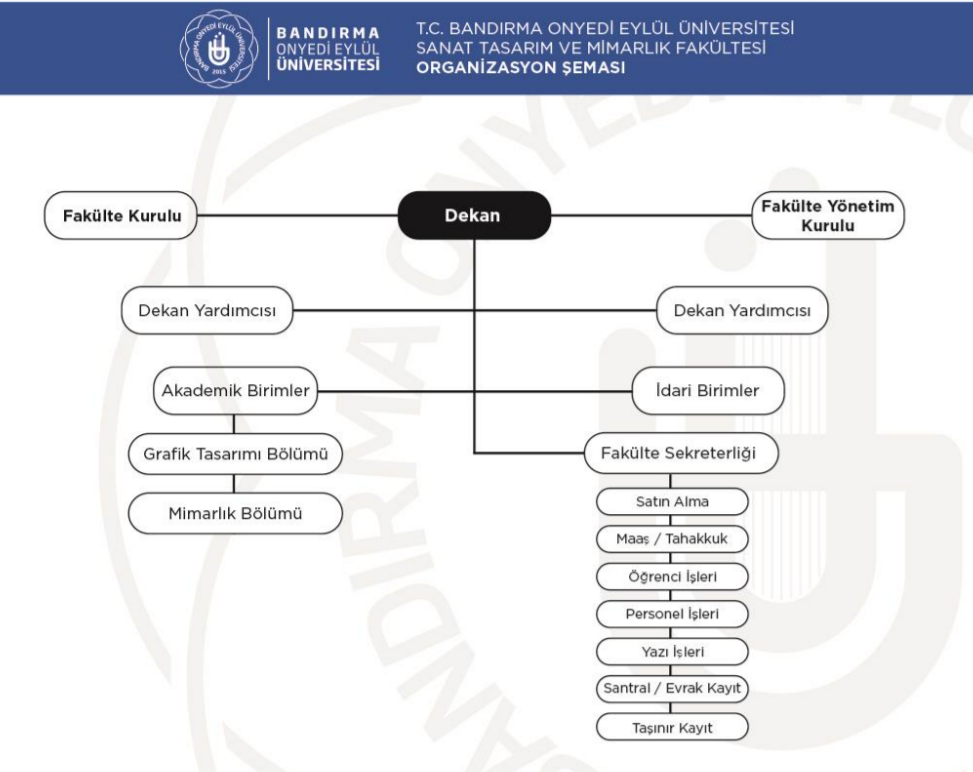 BANDIRMA
ONYEDİ EYLÜL
ÜNİVERSİTESİ
T.C. BANDIRMA ONYEDİ EYLÜL ÜNİVERSİTESİ
SANAT TASARIM VE MİMARLIK FAKÜLTESİ
ORGANİZASYON ŞEMASI
Fakülte Kurulu
Dekan
Fakülte Yönetim
Kurulu
Dekan Yardımcısı
Dekan Yardımcısı
Akademik Birimler
İdari Birimler
Grafik Tasarımı Bölümü
Fakülte Sekreterliği
Mimarlık Bölümü
Satın Alma
Maaş / Tahakkuk
Öğrenci İşleri
Personel İşleri
Yazı İşleri
Santral / Evrak Kayıt
Taşınır Kayıt